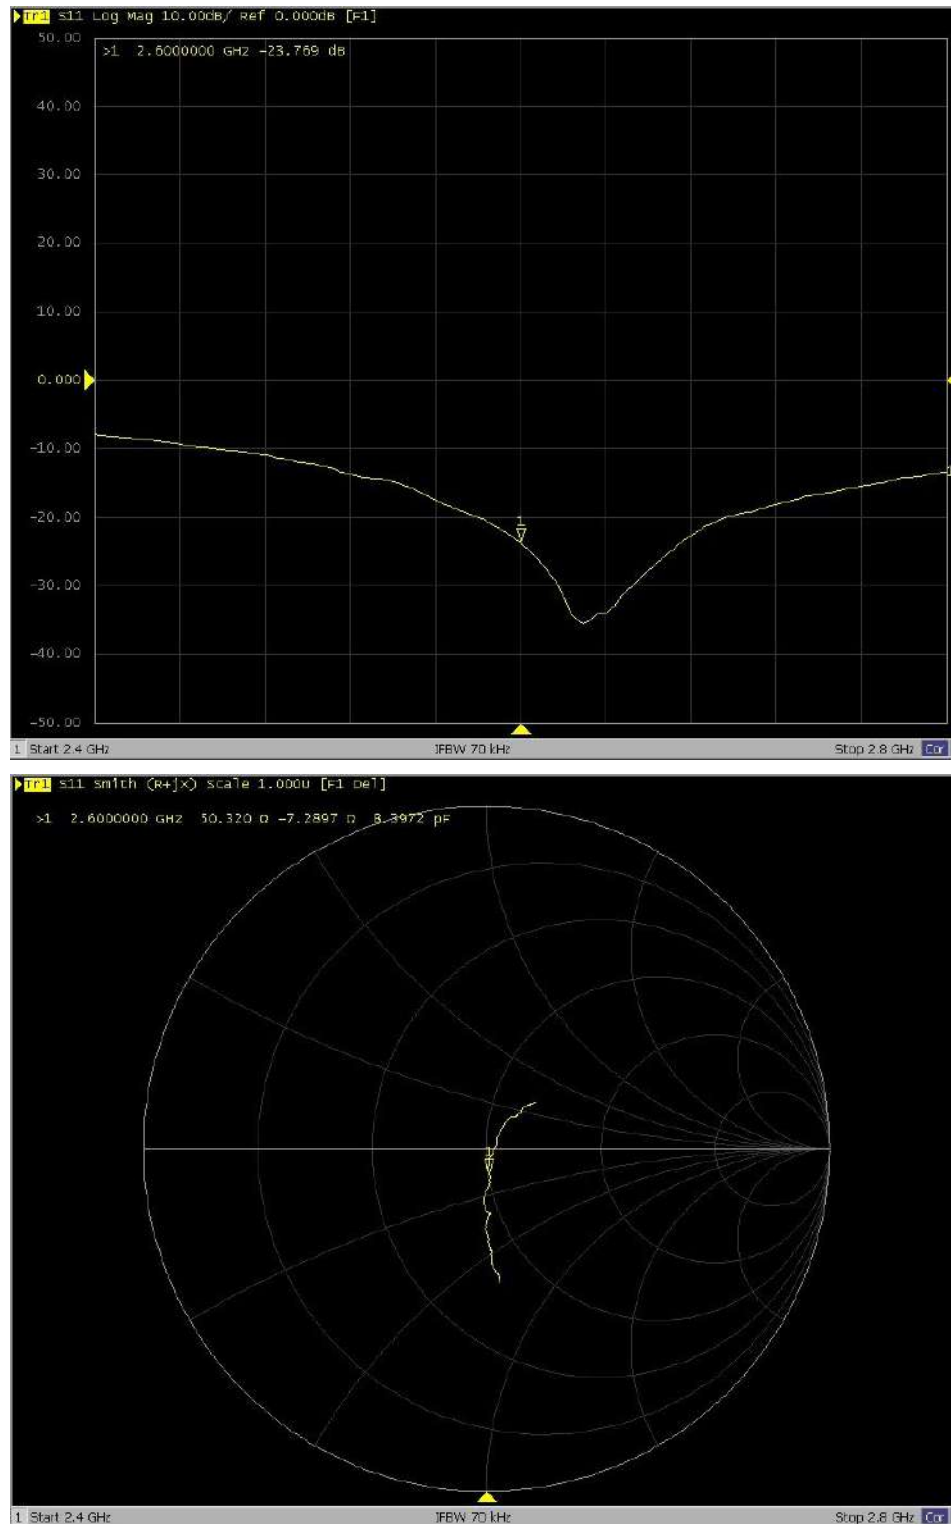 Tr1 S11 Log Mag 10.00dB/ Ref 0.000dB [F1]
50.00
>1 2.6000000 GHz -23.769 dB
40.00
30.00
20.00
10.00
0.000
-10.00
-20.00
1
-30.00
-40.00
-50.00
1 Start 2.4 GHz IFBW 70 kHz Stop 2.8 GHz Cor
Tr1 S11 Smith (R+jX) Scale 1.000U [F1 Del]
>1 2.6000000 GHz 50.320 Ω -7.2897 Ω 8.3972 pF
1
1 Start 2.4 GHz IFBW 70 kHz Stop 2.8 GHz Cor